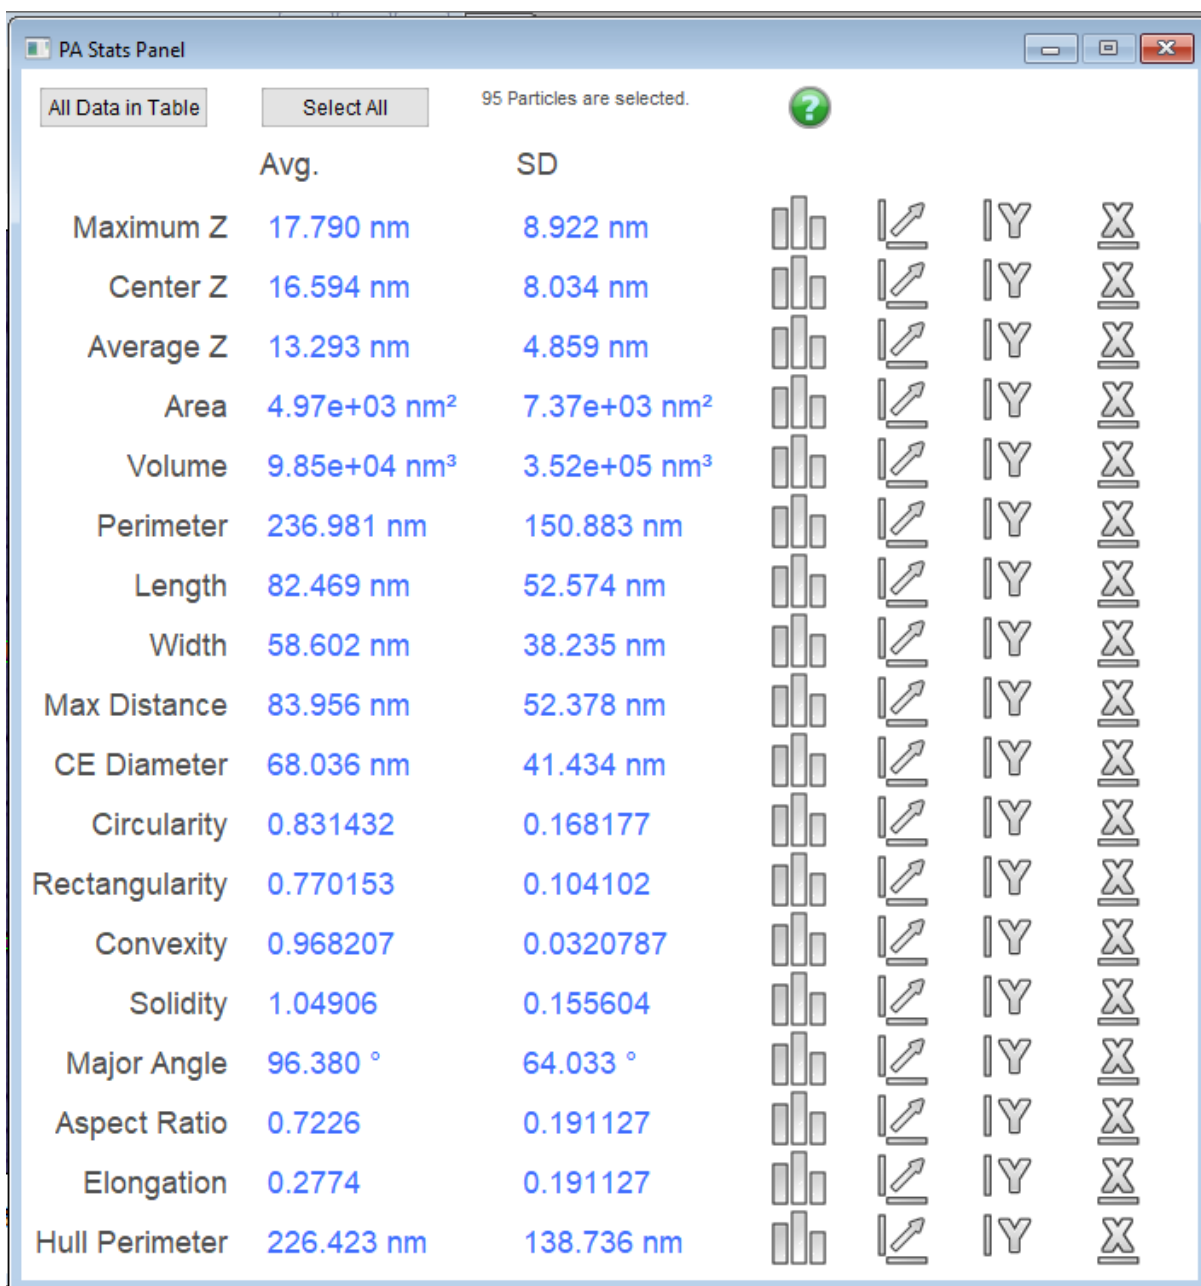 PA Stats Panel
All Data in Table Select All 95 Particles are selected. ?
Avg. SD
Maximum Z 17.790 nm 8.922 nm Y X
Center Z 16.594 nm 8.034 nm Y X
Average Z 13.293 nm 4.859 nm Y X
Area 4.97e+03 nm² 7.37e+03 nm² Y X
Volume 9.85e+04 nm³ 3.52e+05 nm³ Y X
Perimeter 236.981 nm 150.883 nm Y X
Length 82.469 nm 52.574 nm Y X
Width 58.602 nm 38.235 nm Y X
Max Distance 83.956 nm 52.378 nm Y X
CE Diameter 68.036 nm 41.434 nm Y X
Circularity 0.831432 0.168177 Y X
Rectangularity 0.770153 0.104102 Y X
Convexity 0.968207 0.0320787 Y X
Solidity 1.04906 0.155604 Y X
Major Angle 96.380 ° 64.033 ° Y X
Aspect Ratio 0.7226 0.191127 Y X
Elongation 0.2774 0.191127 Y X
Hull Perimeter 226.423 nm 138.736 nm Y X